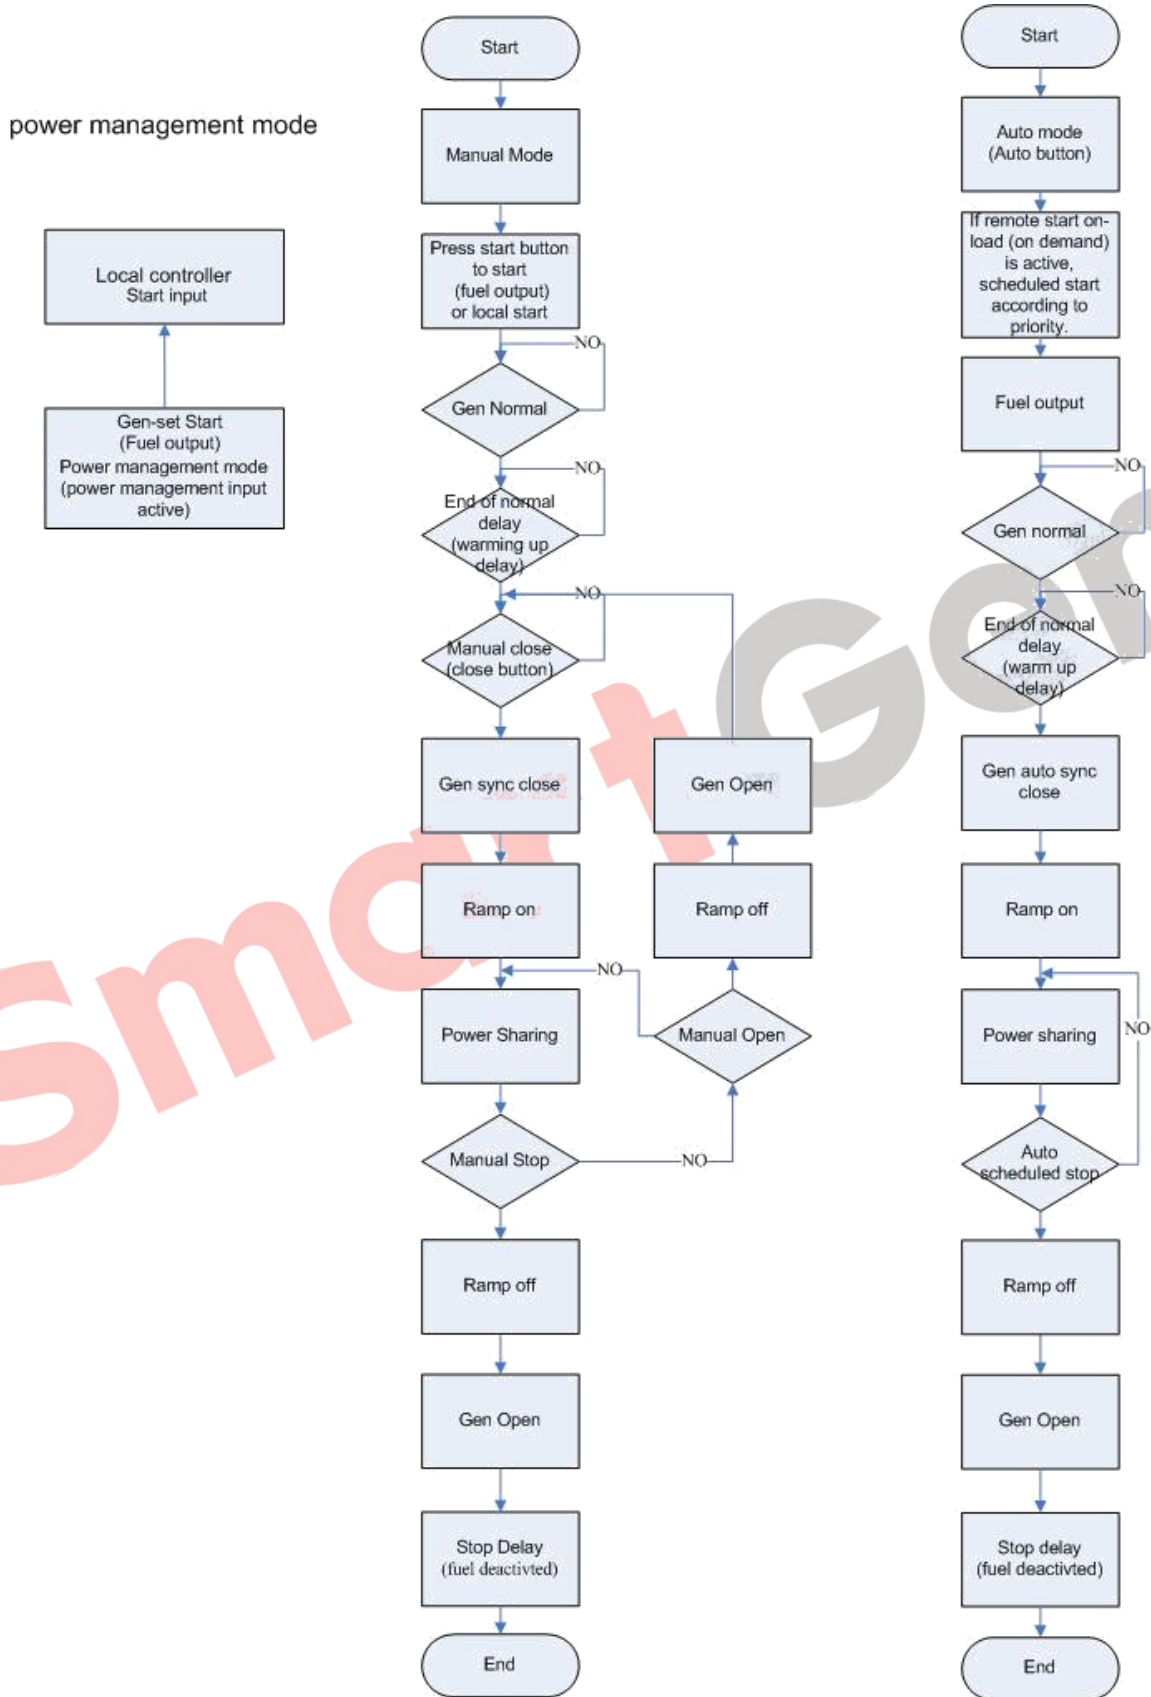 power management mode
Local controller
Start input
Gen-set Start
(Fuel output)
Power management mode
(power management input
active)
Start
Manual Mode
Press start button
to start
(fuel output)
or local start
NO
Gen Normal
NO
End of normal
delay
(warming up
delay)
NO
Manual close
(close button)
Gen sync close
Gen Open
Ramp on
Ramp off
NO
Power Sharing
Manual Open
Manual Stop
NO
Ramp off
Gen Open
Stop Delay
(fuel deactivted)
End
Start
Auto mode
(Auto button)
If remote start on-
load (on demand)
is active,
scheduled start
according to
priority.
Fuel output
NO
Gen normal
NO
End of normal
delay
(warm up
delay)
Gen auto sync
close
Ramp on
Power sharing
NO
Auto
scheduled stop
Ramp off
Gen Open
Stop delay
(fuel deactivted)
End
SmartGen